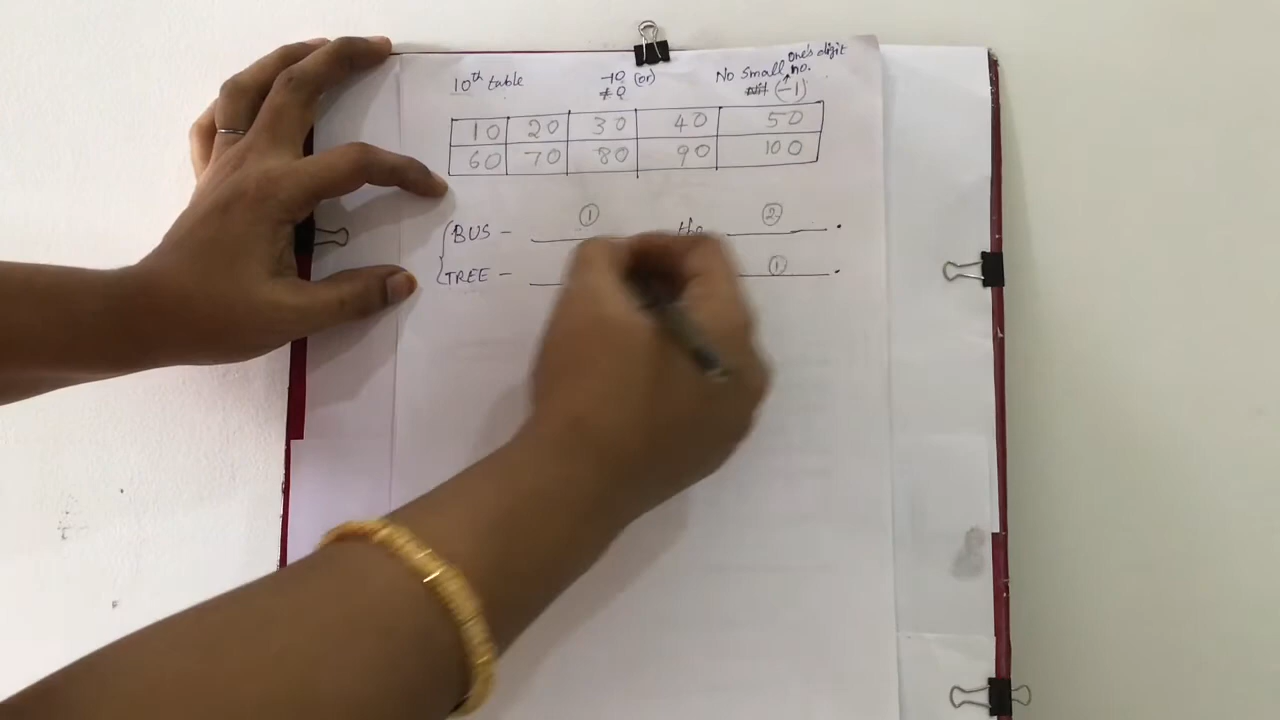 one's digit
10th table -10 (or) No small no.
≠0 (-1)
10 20 30 40 50
60 70 80 90 100
① ②
BUS - the .
①
TREE - .